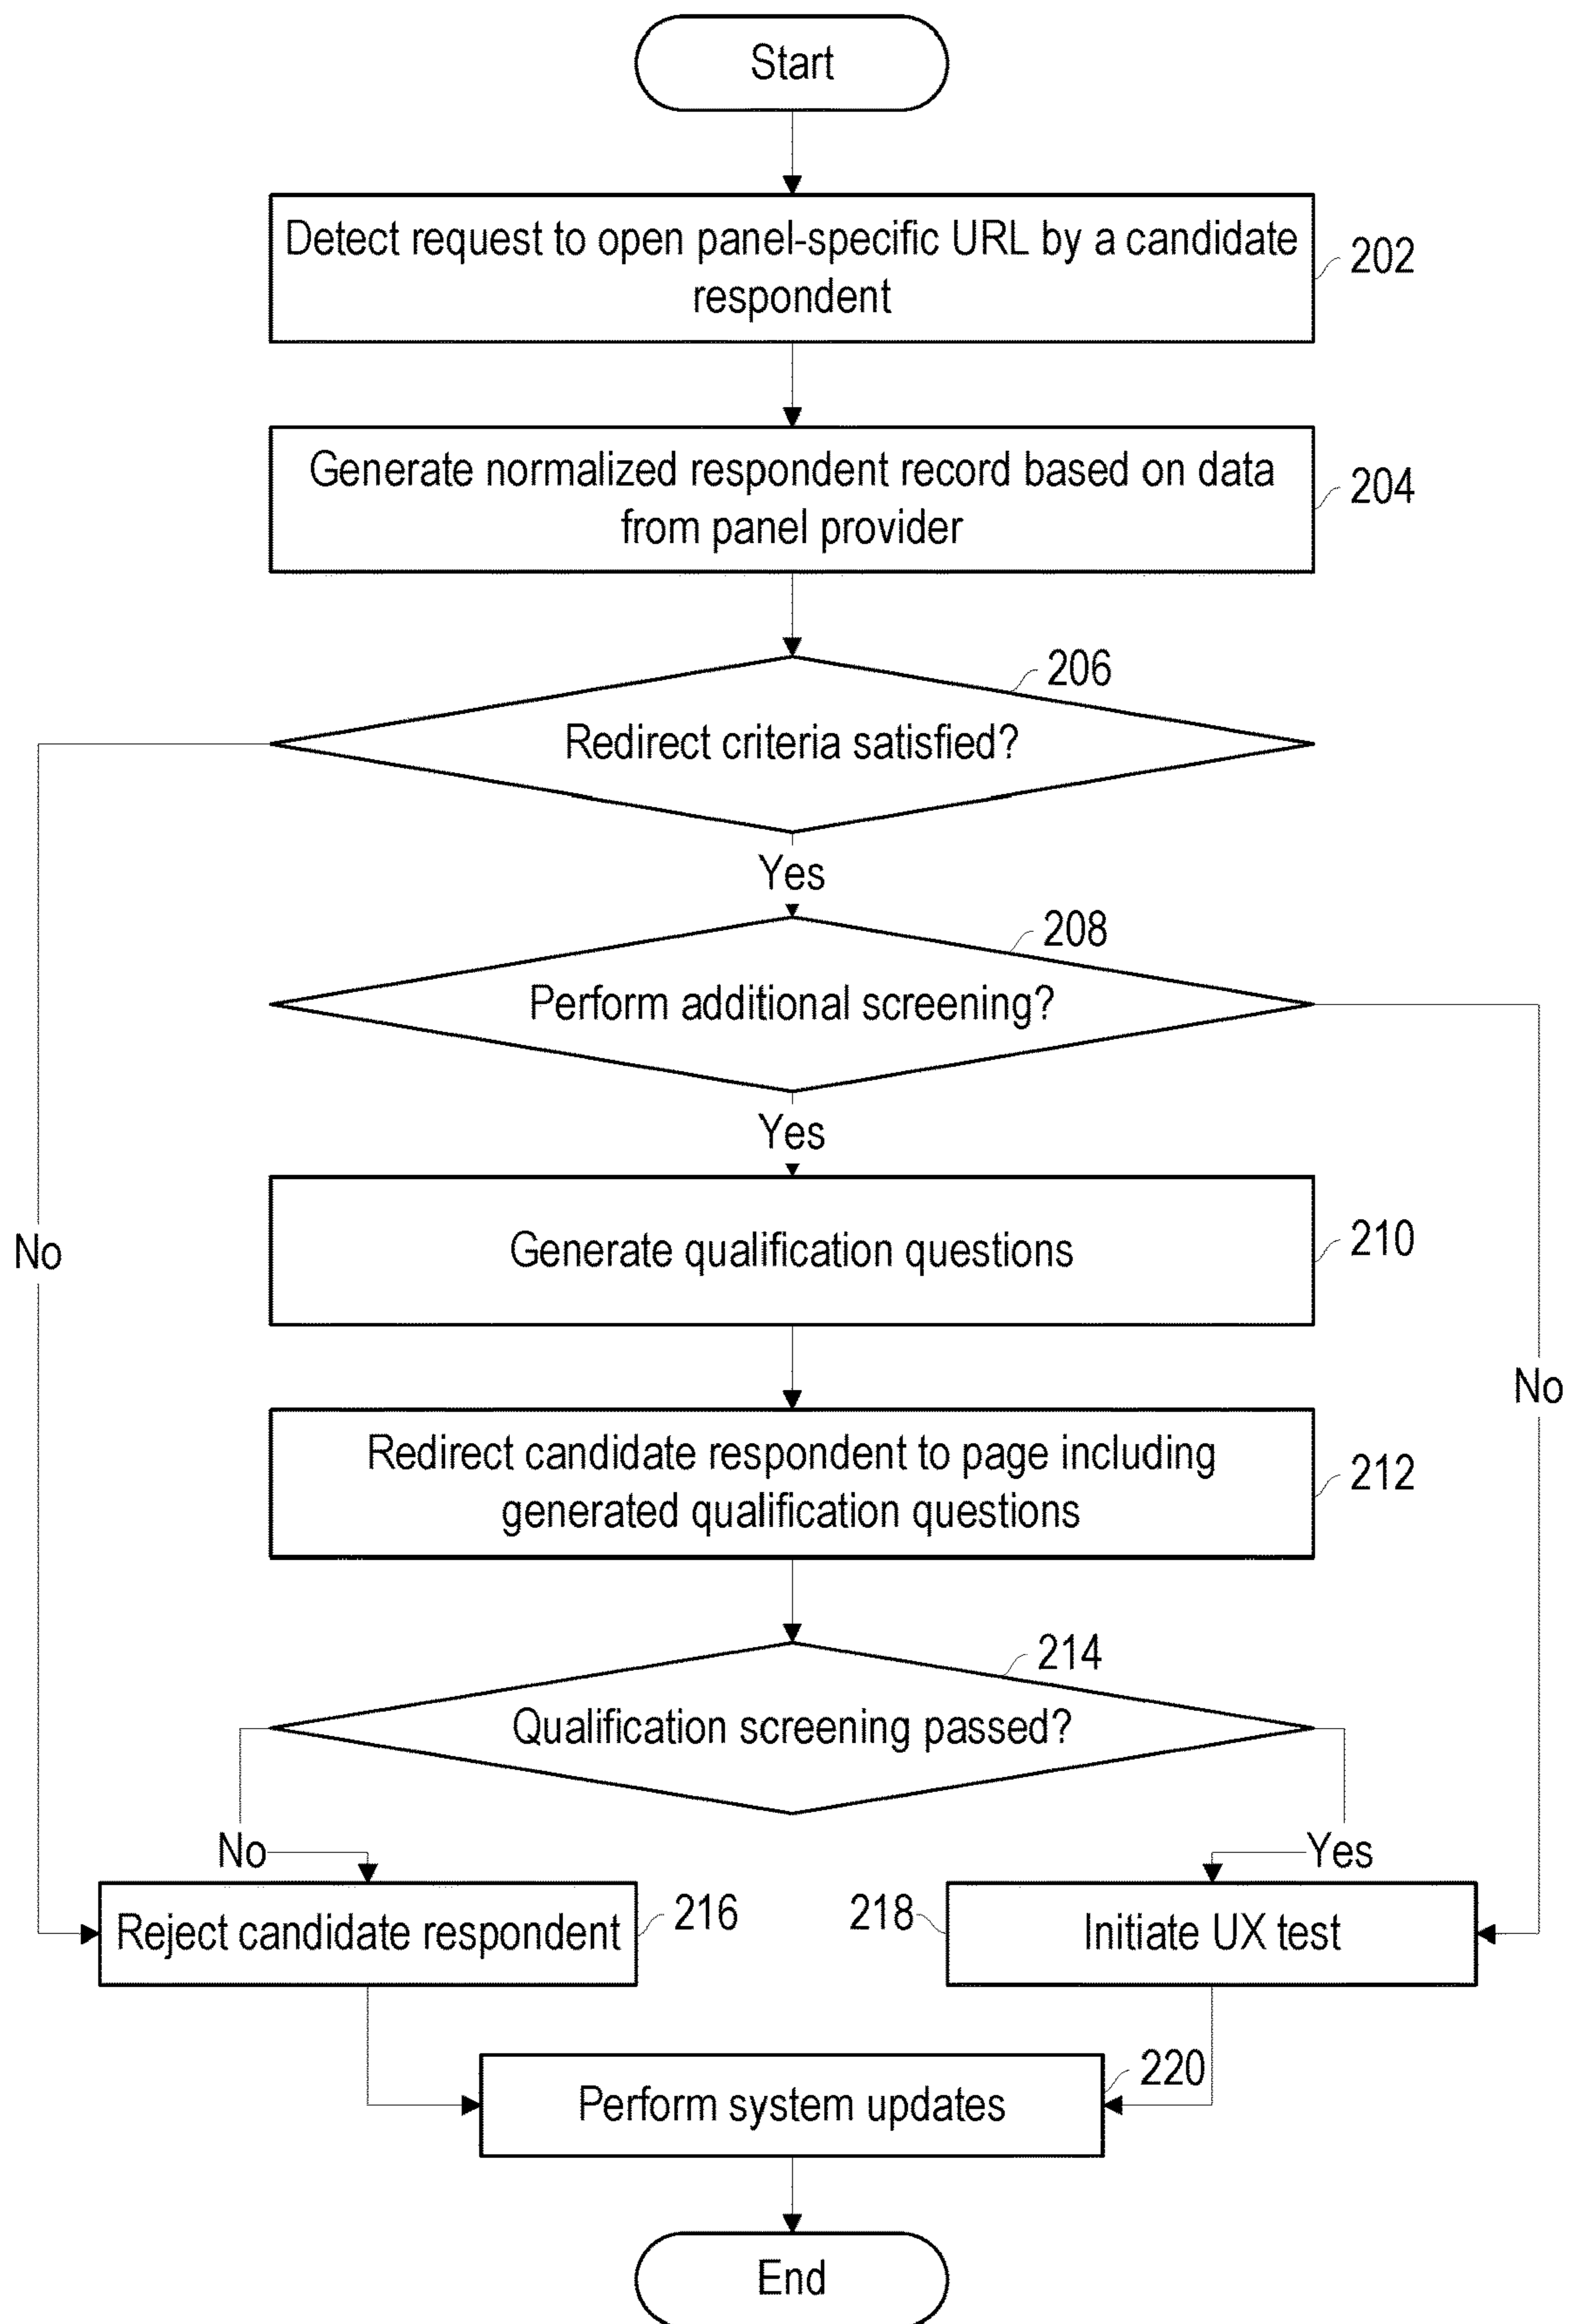 Start
Detect request to open panel-specific URL by a candidate
respondent
202
Generate normalized respondent record based on data
from panel provider
204
206
Redirect criteria satisfied?
Yes
208
Perform additional screening?
Yes
No
Generate qualification questions
210
No
Redirect candidate respondent to page including
generated qualification questions
212
214
Qualification screening passed?
No
Yes
Reject candidate respondent
216
218
Initiate UX test
220
Perform system updates
End